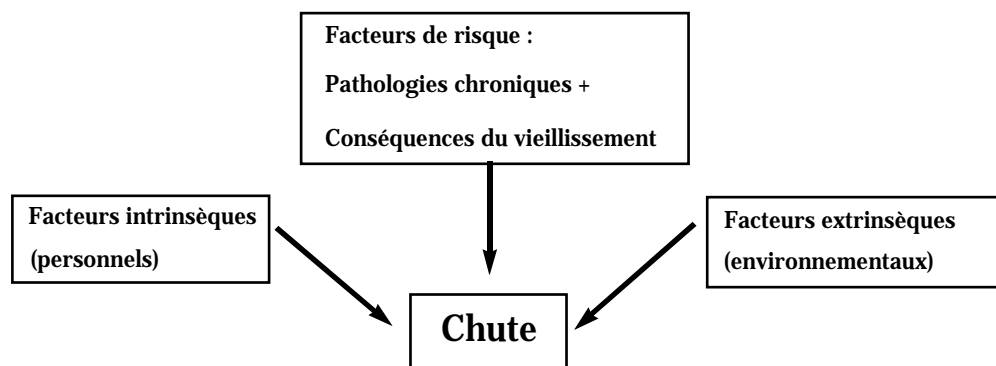 Facteurs de risque :
Pathologies chroniques +
Conséquences du vieillissement
Facteurs intrinsèques
(personnels)
Facteurs extrinsèques
(environnementaux)
Chute